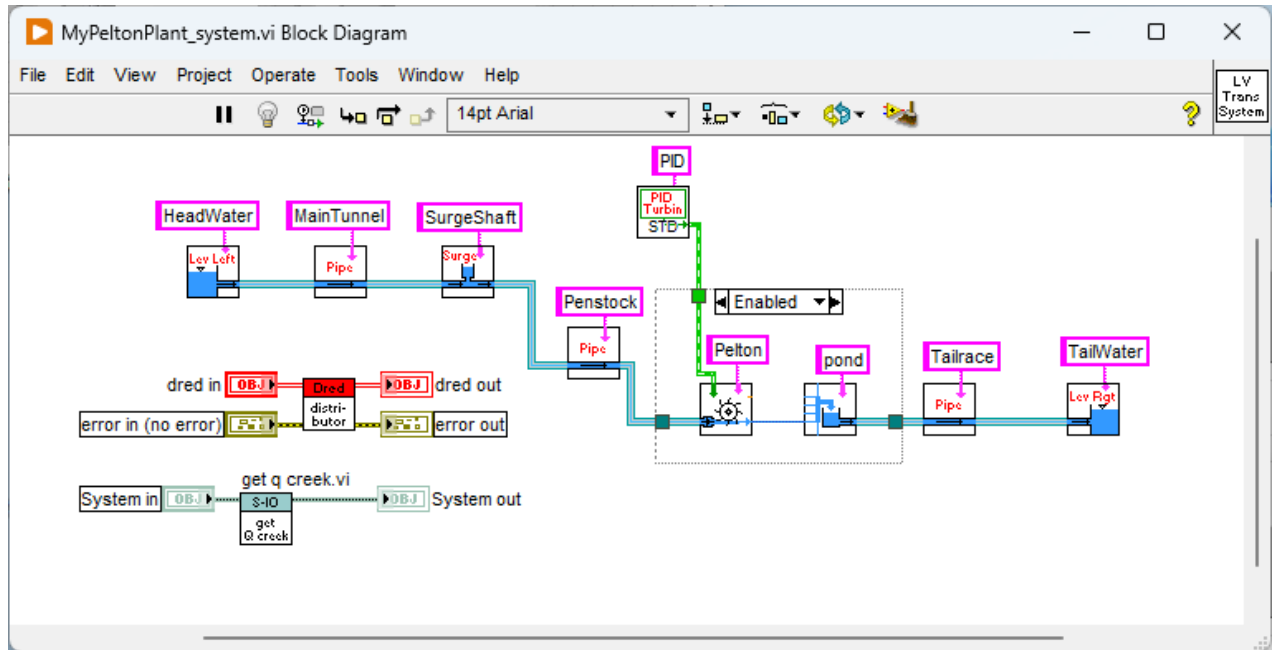 MyPeltonPlant_system.vi Block Diagram
File Edit View Project Operate Tools Window Help
LV
Trans
System
14pt Arial
?
PID
PID
Turbin
STB
HeadWater
MainTunnel
SurgeShaft
Lev Left
Pipe
Surge
Penstock
Enabled
Pipe
Pelton
pond
Tailrace
TailWater
Pipe
Lev Rgt
dred in
OBJ
Dred
distri-
butor
OBJ
dred out
error in (no error)
error out
get q creek.vi
System in
OBJ
S-IO
get
Q creek
OBJ
System out